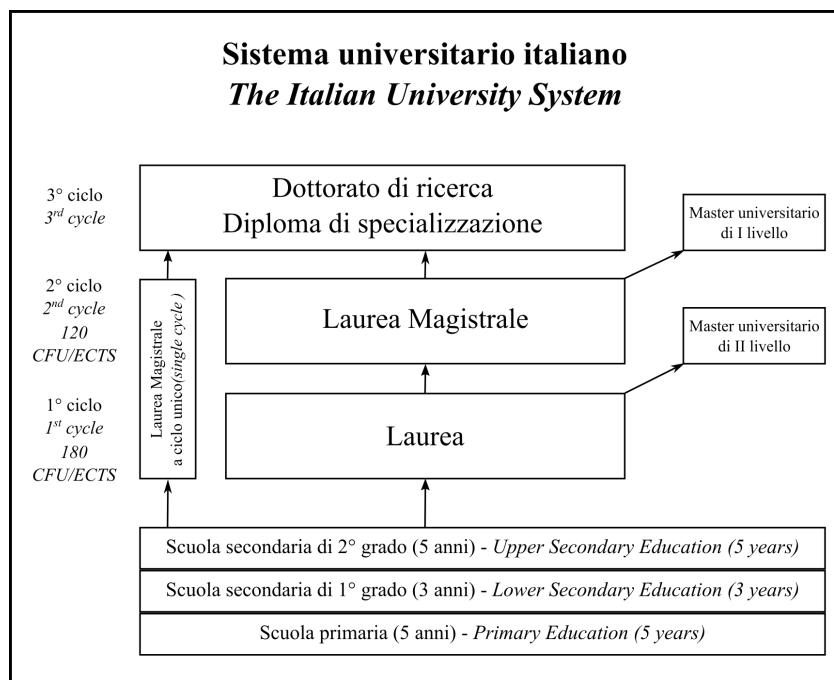 Sistema universitario italiano
The Italian University System
3° ciclo
3rd cycle
Dottorato di ricerca
Diploma di specializzazione
Master universitario
di I livello
2° ciclo
2nd cycle
120
CFU/ECTS
Laurea Magistrale
a ciclo unico(single cycle )
Laurea Magistrale
Master universitario
di II livello
1° ciclo
1st cycle
180
CFU/ECTS
Laurea
Scuola secondaria di 2° grado (5 anni) - Upper Secondary Education (5 years)
Scuola secondaria di 1° grado (3 anni) - Lower Secondary Education (3 years)
Scuola primaria (5 anni) - Primary Education (5 years)